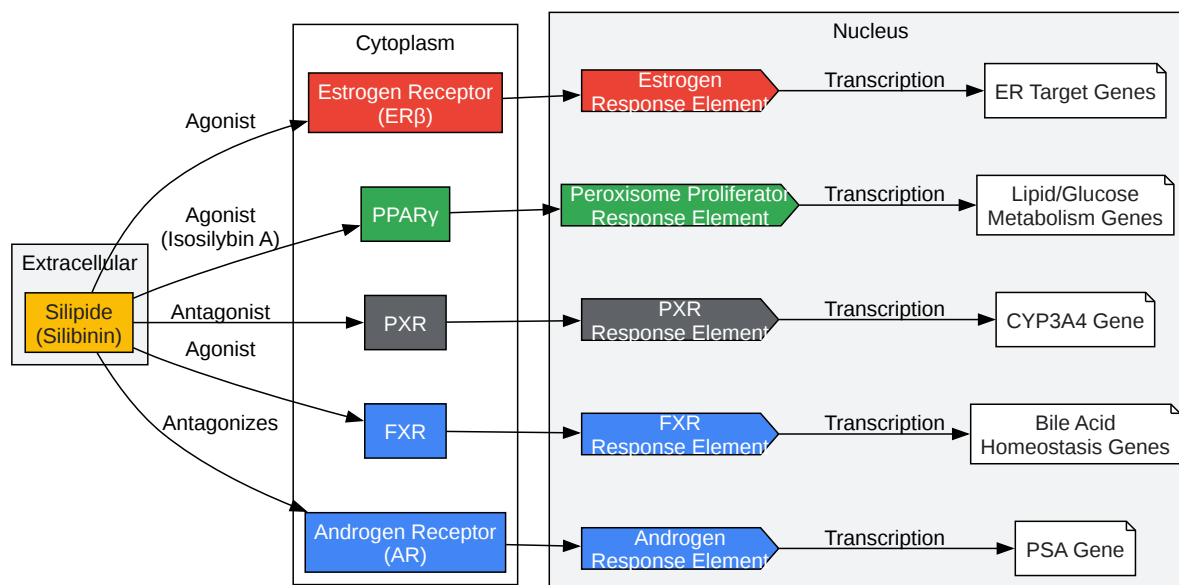 Cytoplasm
Nucleus
Estrogen Receptor
(ERβ)
Estrogen
Response Element
Transcription
ER Target Genes
Agonist
Agonist
(Isosilybin A)
PPARγ
Peroxisome Proliferator
Response Element
Transcription
Lipid/Glucose
Metabolism Genes
Extracellular
Silipide
(Silibinin)
Antagonist
PXR
PXR
Response Element
Transcription
CYP3A4 Gene
Agonist
FXR
FXR
Response Element
Transcription
Bile Acid
Homeostasis Genes
Antagonizes
Androgen Receptor
(AR)
Androgen
Response Element
Transcription
PSA Gene